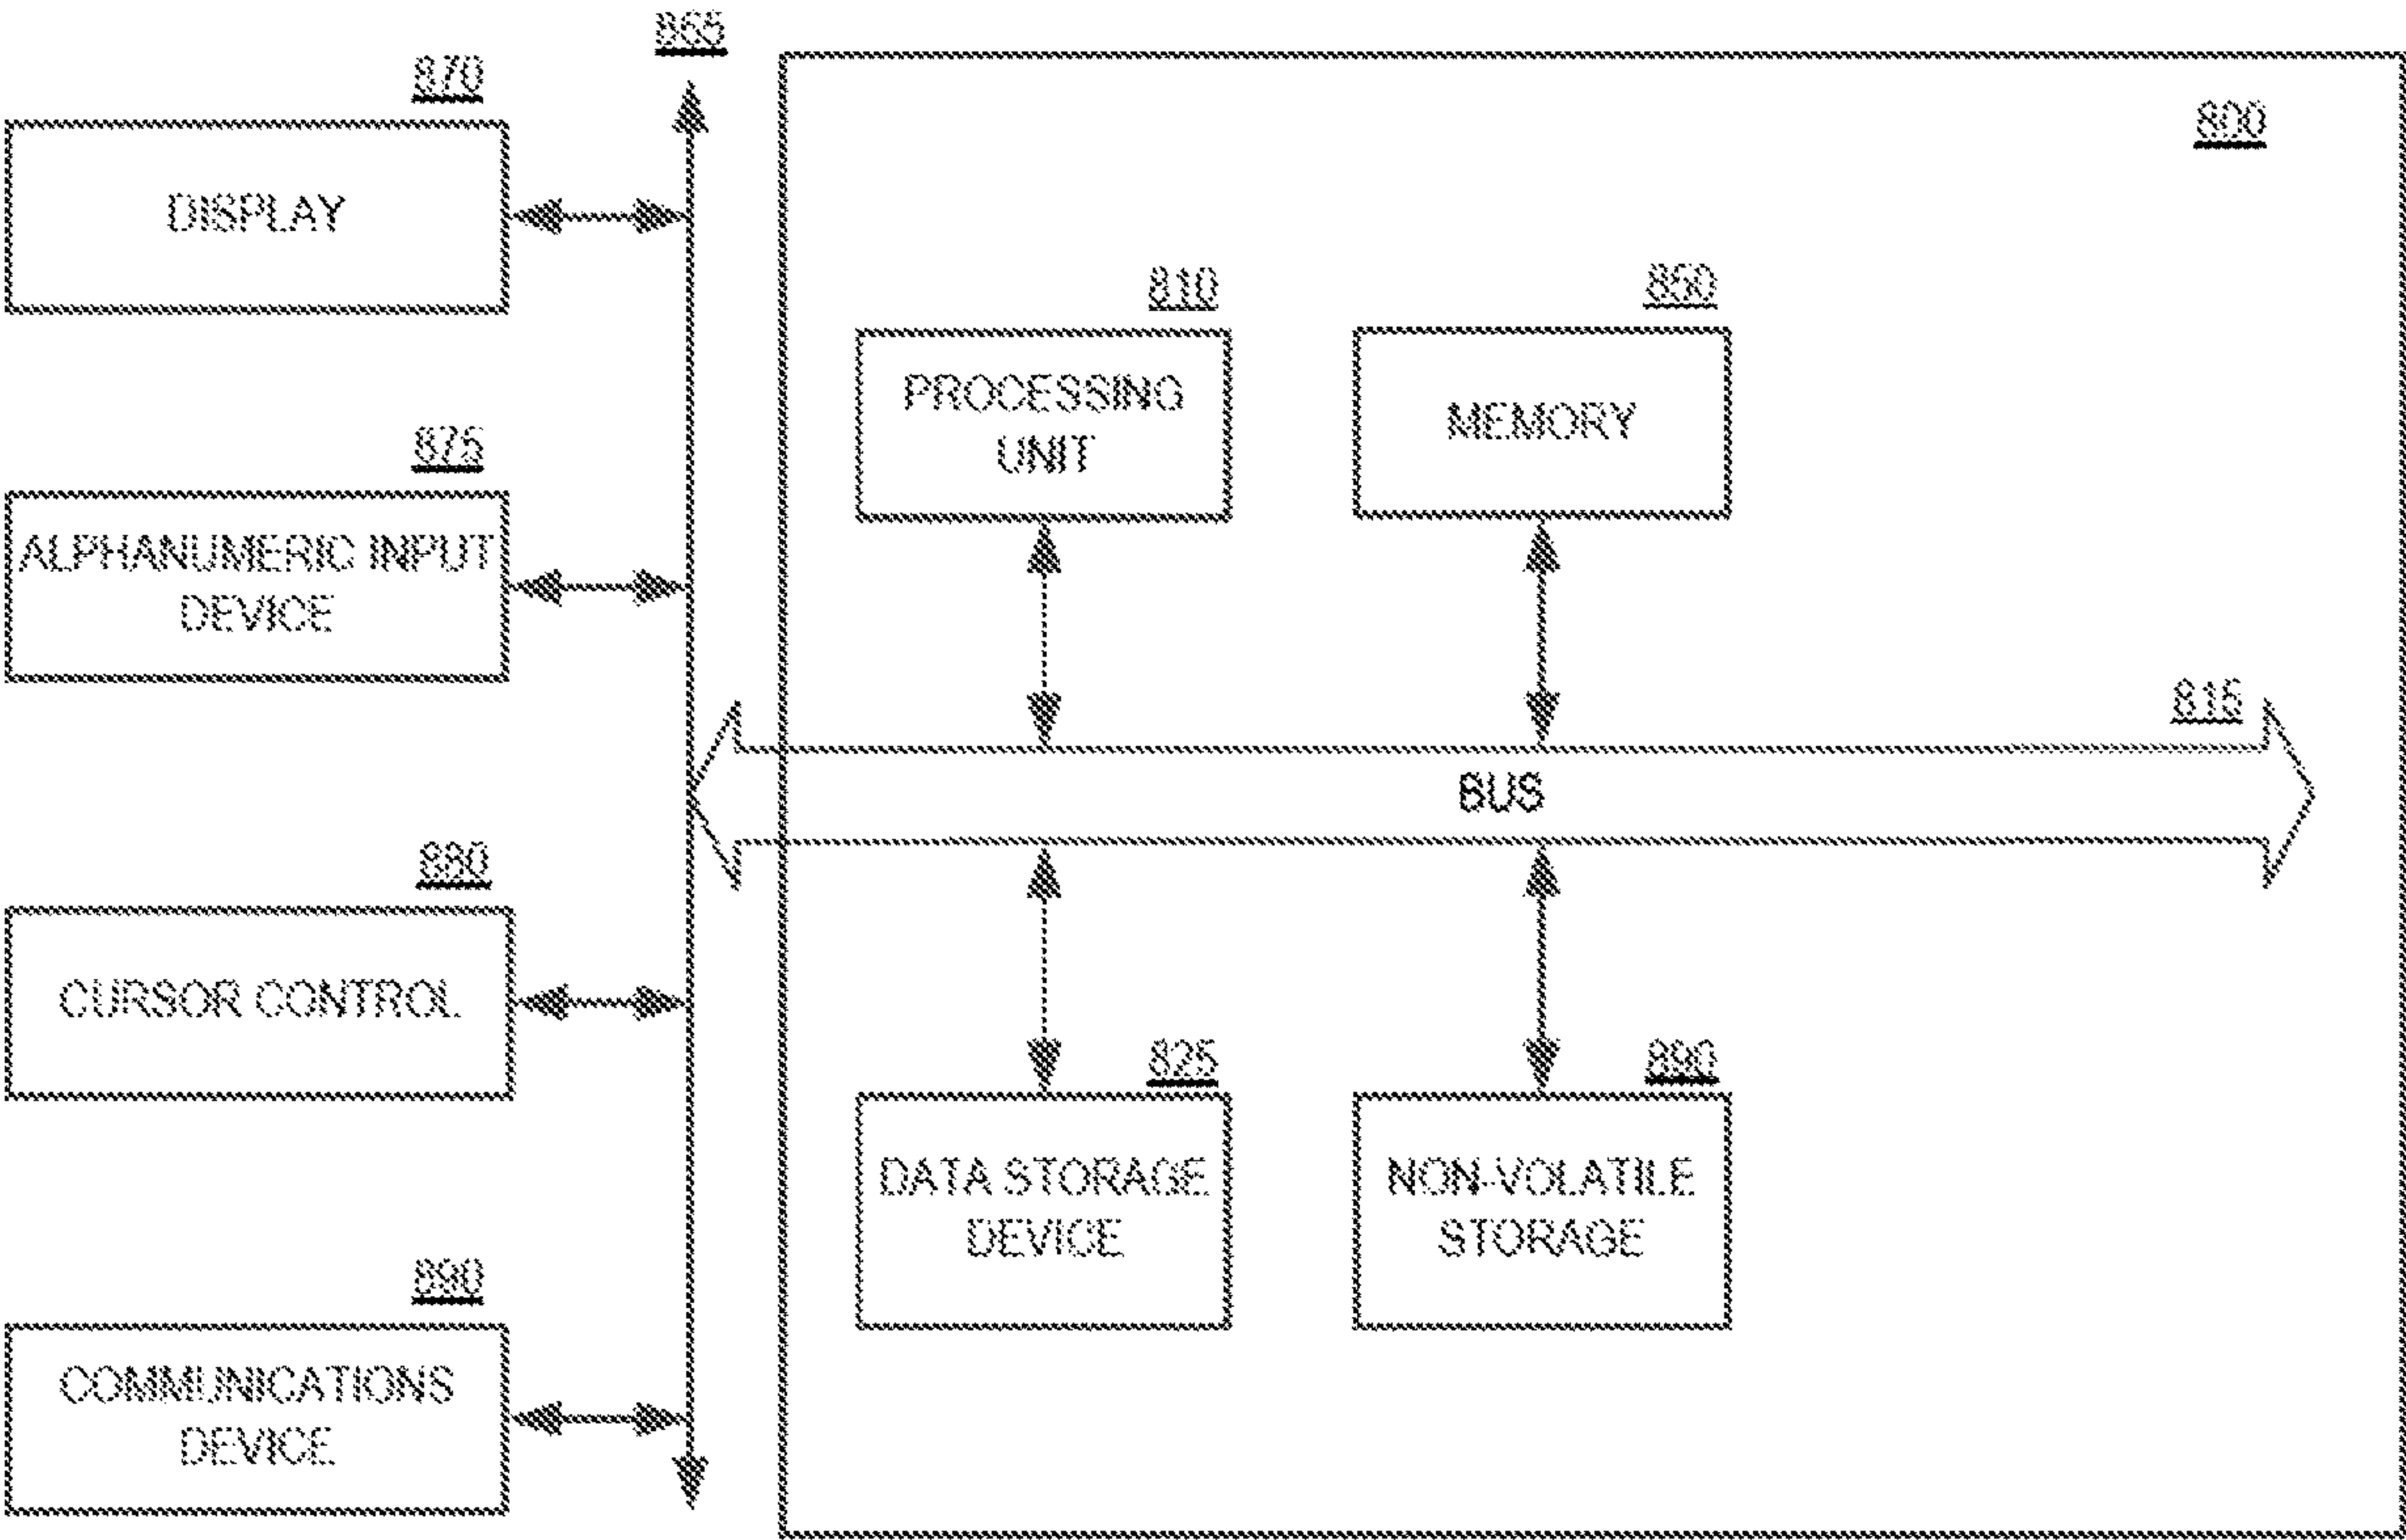 865
870
DISPLAY
875
ALPHANUMERIC INPUT
DEVICE
880
CURSOR CONTROL
890
COMMUNICATIONS
DEVICE
800
810
PROCESSING
UNIT
850
MEMORY
815
BUS
825
DATA STORAGE
DEVICE
890
NON-VOLATILE
STORAGE